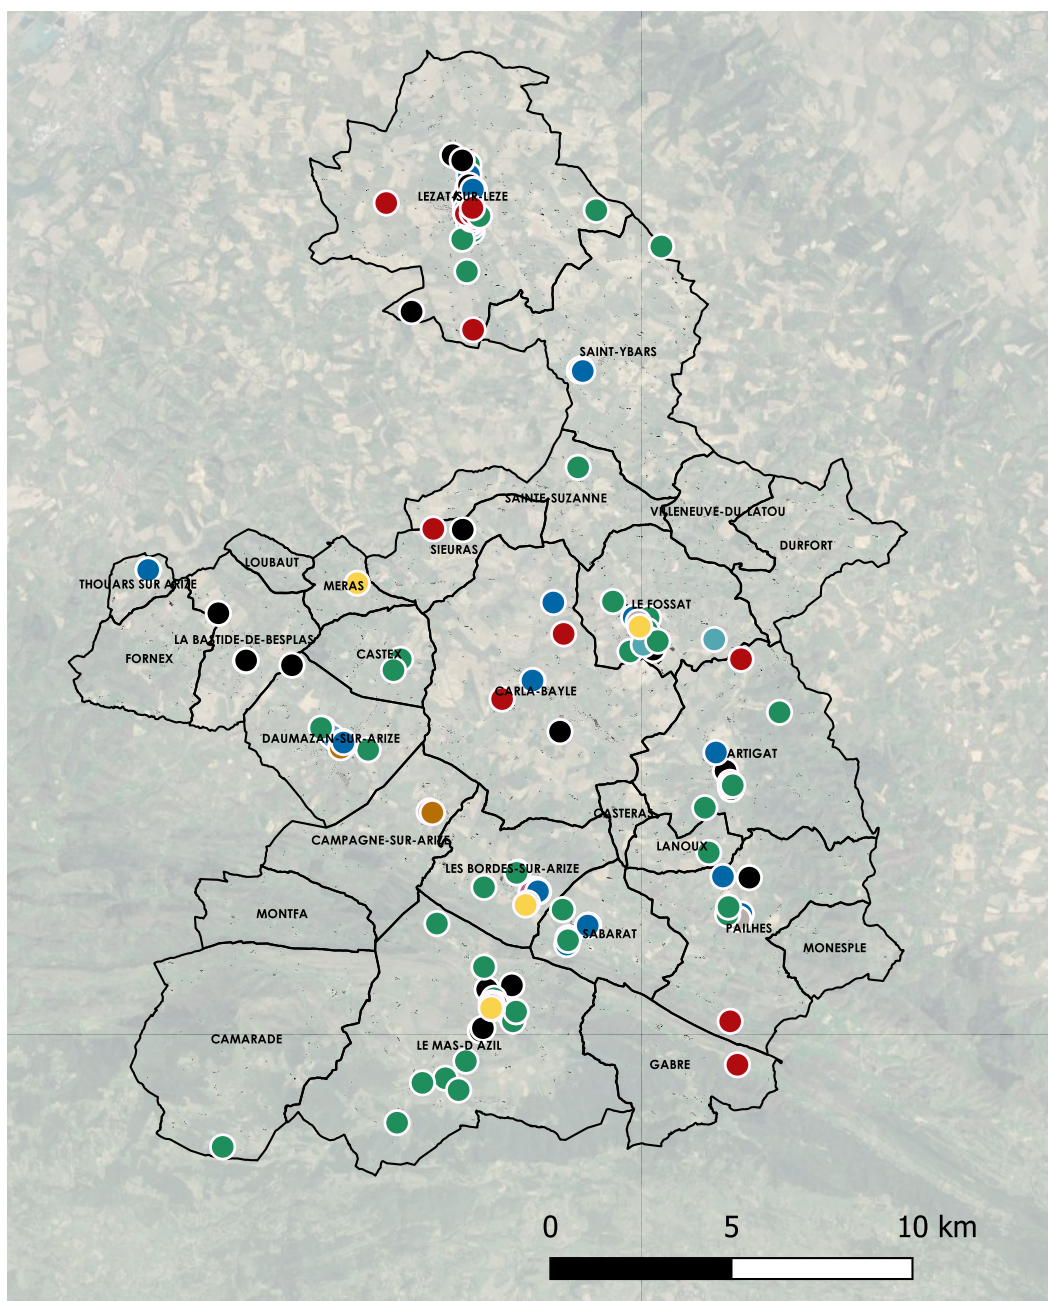 LEZAT-SUR-LEZE
SAINT-YBARS
SAINTE-SUZANNE
VILLENEUVE-DU-LATOU
DURFORT
SIEURAS
LOUBAUT
THOUARS SUR ARIZE
MERAS
LE FOSSAT
LA BASTIDE-DE-BESPLAS
FORNEX
CASTEX
CARLA-BAYLE
DAUMAZAN-SUR-ARIZE
ARTIGAT
CASTERAS
CAMPAGNE-SUR-ARIZE
LANOUX
LES BORDES-SUR-ARIZE
MONTFA
PAILHES
SABARAT
MONESPLE
CAMARADE
LE MAS-D AZIL
GABRE
0 5 10 km